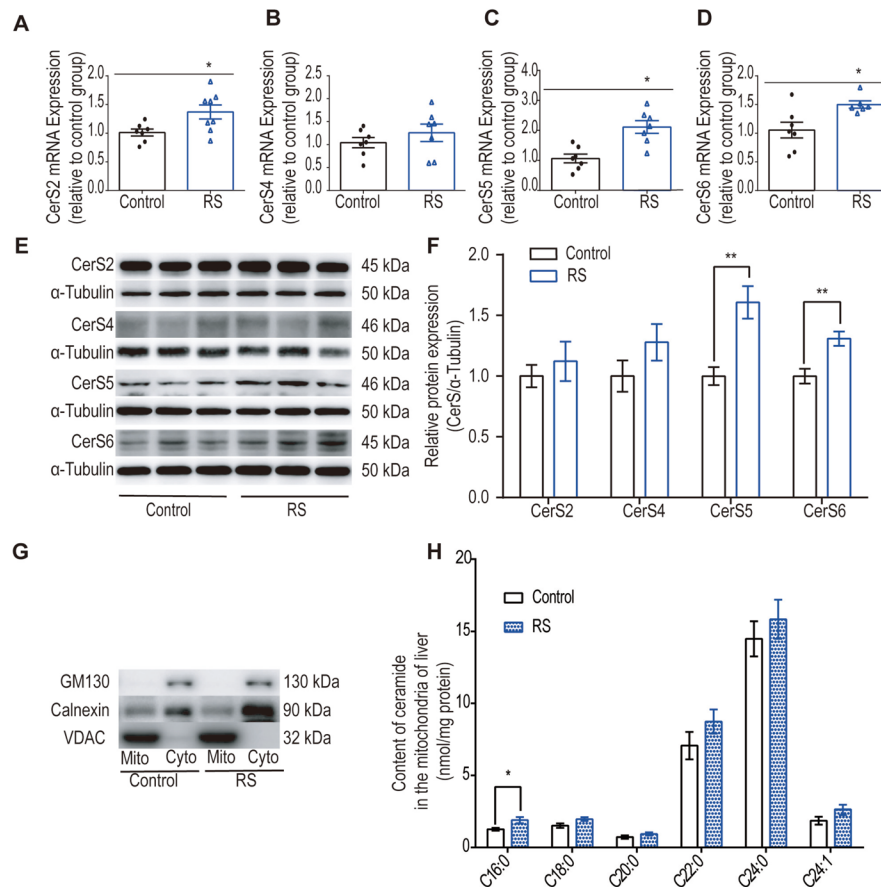 A
CerS2 mRNA Expression
(relative to control group)
2.0
1.5
1.0
0.5
0.0
*
Control
RS
B
CerS4 mRNA Expression
(relative to control group)
2.5
2.0
1.5
1.0
0.5
0.0
Control
RS
C
CerS5 mRNA Expression
(relative to control group)
5.0
4.0
3.0
2.0
1.0
0.0
*
Control
RS
D
CerS6 mRNA Expression
(relative to control group)
2.0
1.5
1.0
0.5
0.0
*
Control
RS
E
CerS2 45 kDa
α-Tubulin 50 kDa
CerS4 46 kDa
α-Tubulin 50 kDa
CerS5 46 kDa
α-Tubulin 50 kDa
CerS6 45 kDa
α-Tubulin 50 kDa
Control RS
F
Relative protein expression
(CerS/α-Tubulin)
2.0
1.5
1.0
0.0
Control
RS
**
**
CerS2 CerS4 CerS5 CerS6
G
GM130 130 kDa
Calnexin 90 kDa
VDAC 32 kDa
Mito Cyto Mito Cyto
Control RS
H
Content of ceramide
in the mitochondria of liver
(nmol/mg protein)
20
15
10
5
0
Control
RS
*
C16:0 C18:0 C20:0 C22:0 C24:0 C24:1